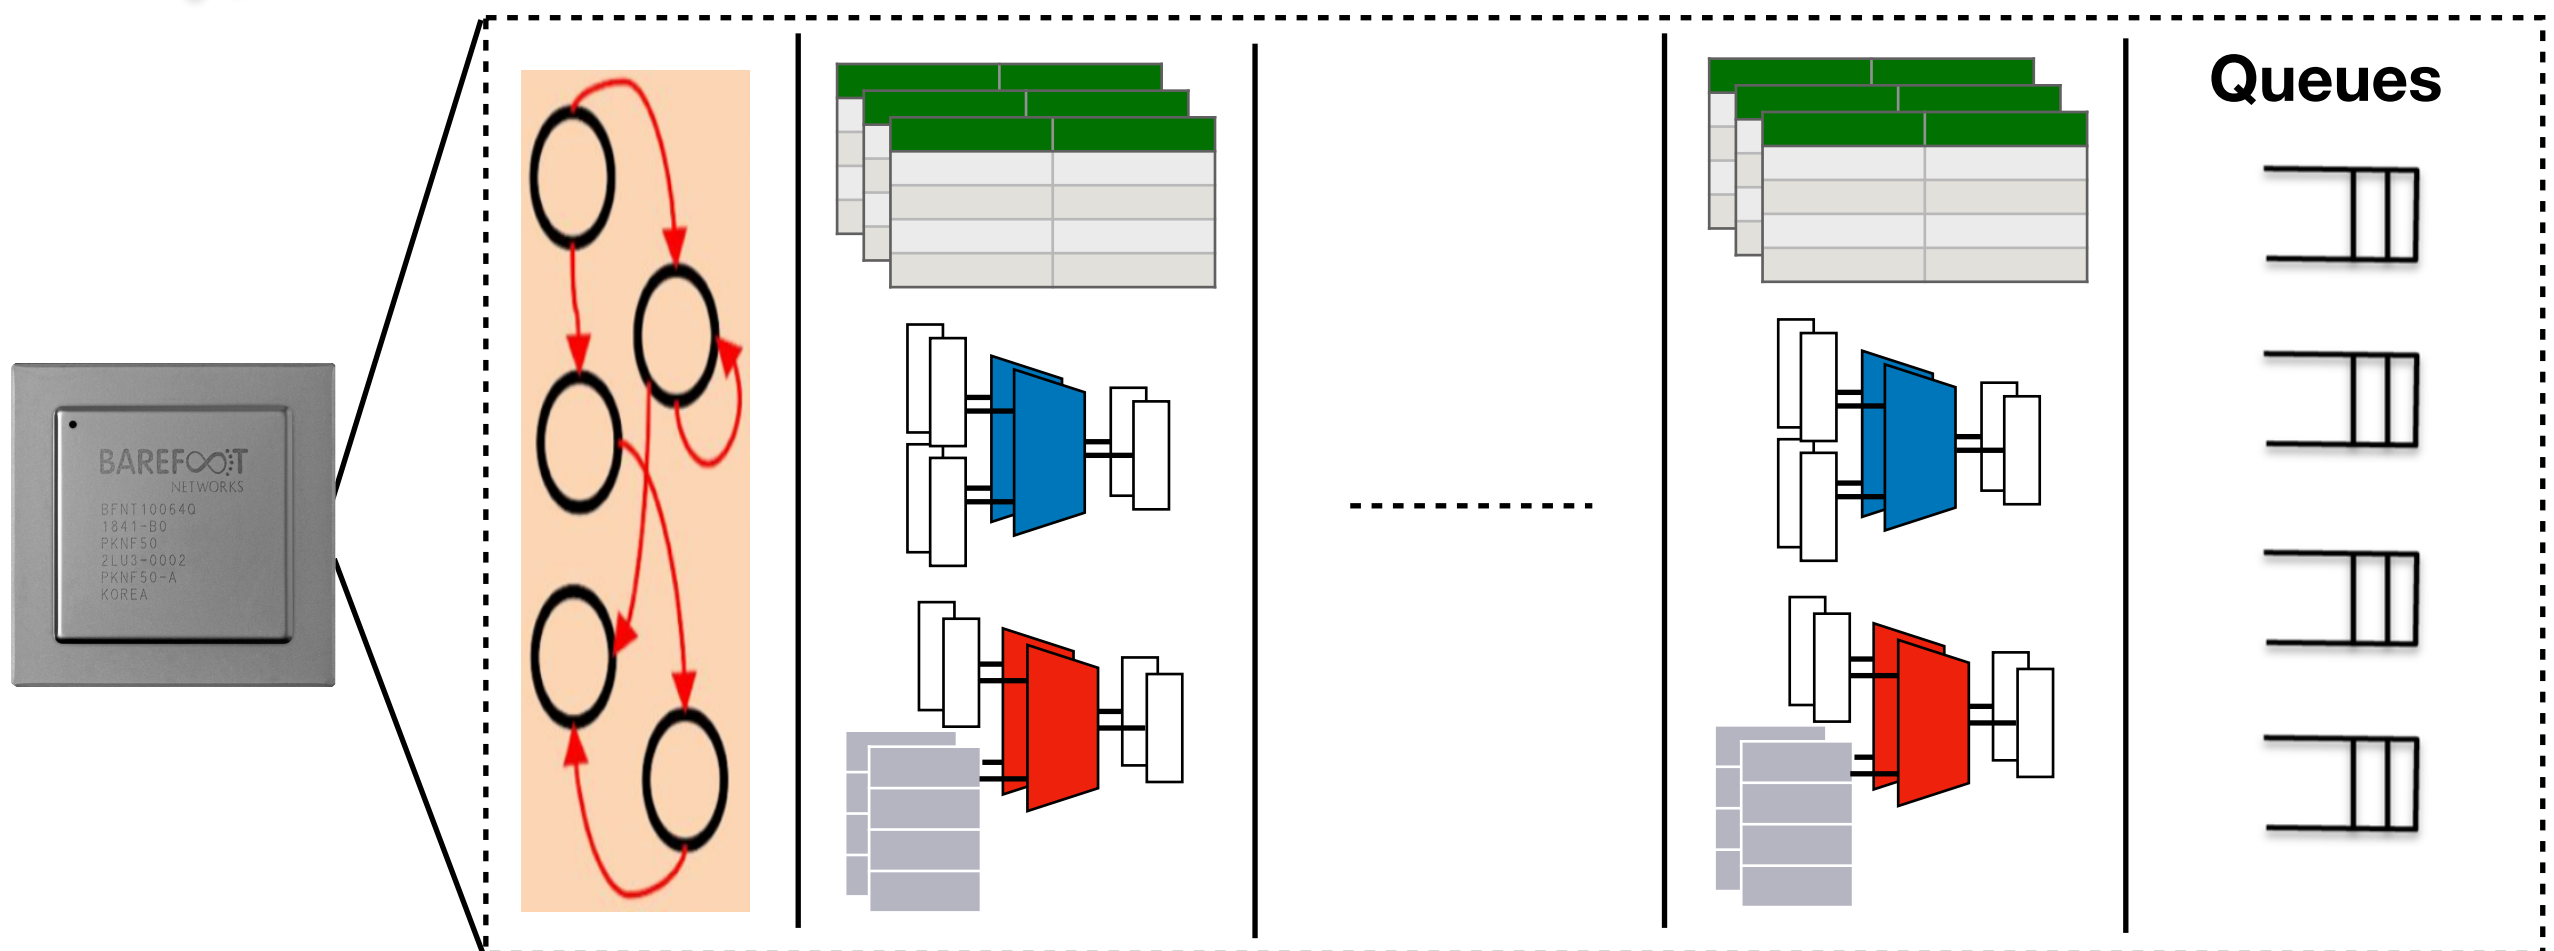 Queues
BAREFOOT
NETWORKS
BFNT10064Q
1841-B0
PKNF50
2LU3-0002
PKNF50-A
KOREA